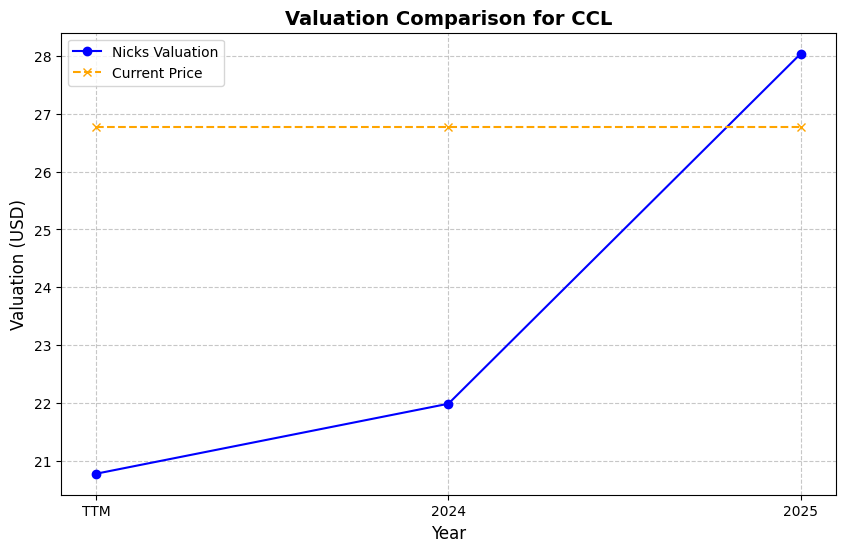 Valuation Comparison for CCL
Nicks Valuation
Current Price
Valuation (USD)
28
27
26
25
24
23
22
21
TTM
2024
2025
Year